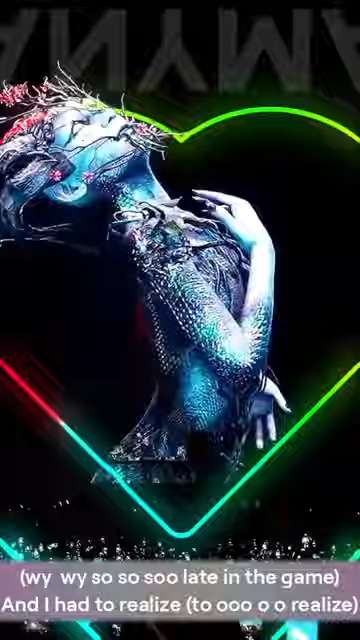 (wy wy so so soo late in the game)
And I had to realize (to ooo o o realize)